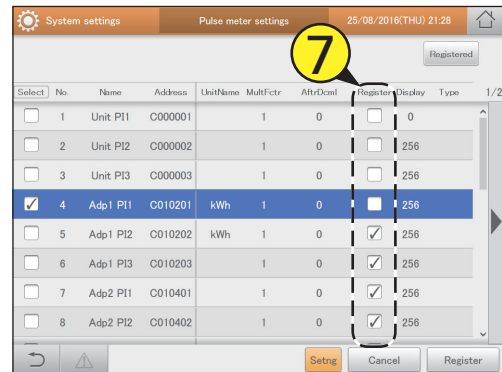 System settings Pulse meter settings 25/08/2016(THU) 21:28
7
Registered
Select No. Name Address UnitName MultFctr AftrDcml Register Display Type 1/2
1 Unit PI1 C000001 1 0 0
2 Unit PI2 C000002 1 0 256
3 Unit PI3 C000003 1 0 256
4 Adp1 PI1 C010201 kWh 1 0 256
5 Adp1 PI2 C010202 kWh 1 0 256
6 Adp1 PI3 C010203 1 0 256
7 Adp2 PI1 C010401 1 0 256
8 Adp2 PI2 C010402 1 0 256
Setng Cancel Register